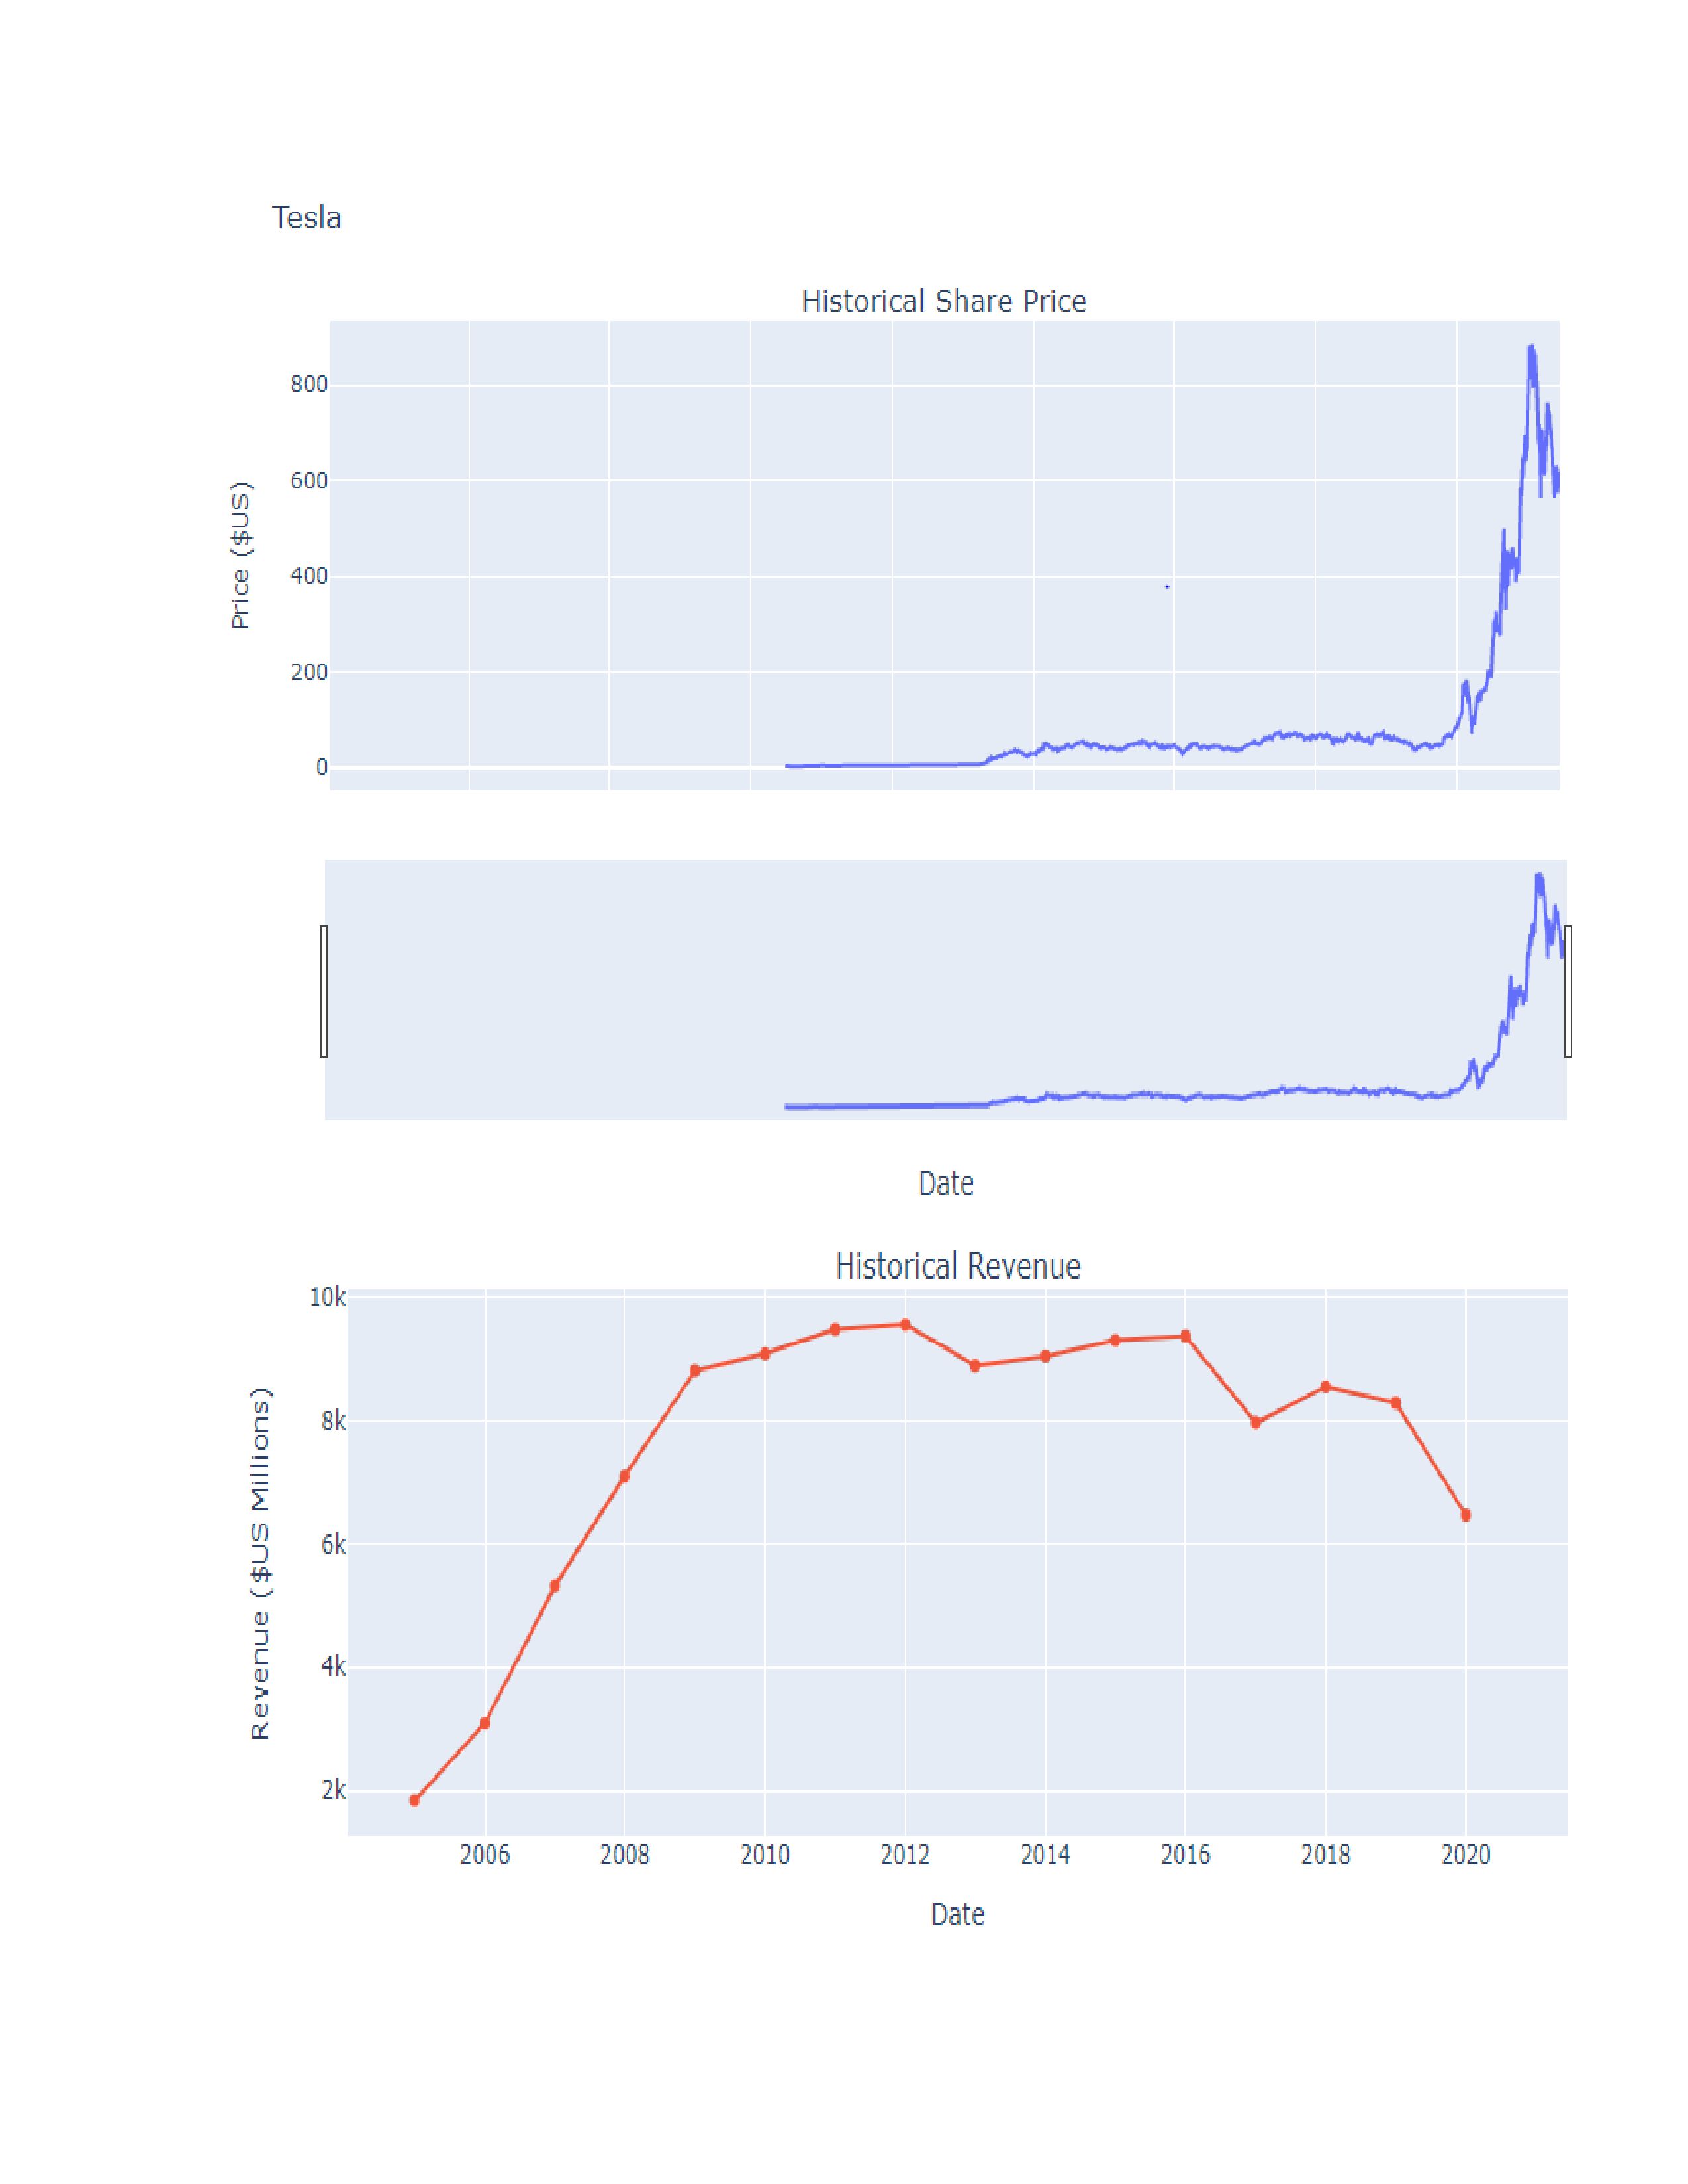 Tesla
Historical Share Price
Price ($US)
800
600
400
200
0
Date
Historical Revenue
Revenue ($US Millions)
10k
8k
6k
4k
2k
2006 2008 2010 2012 2014 2016 2018 2020
Date